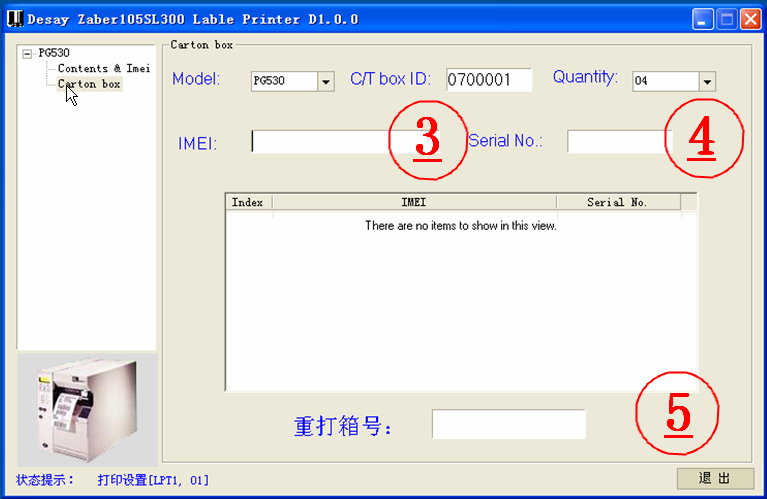 Desay Zaber105SL300 Lable Printer D1.0.0
PG530
Contents & Imei
Carton box
Carton box
Model: PG530 C/T box ID: 0700001 Quantity: 04
IMEI: 3 Serial No.: 4
Index IMEI Serial No.
There are no items to show in this view.
重打箱号： 5
状态提示： 打印设置[LPT1, 01] 退 出